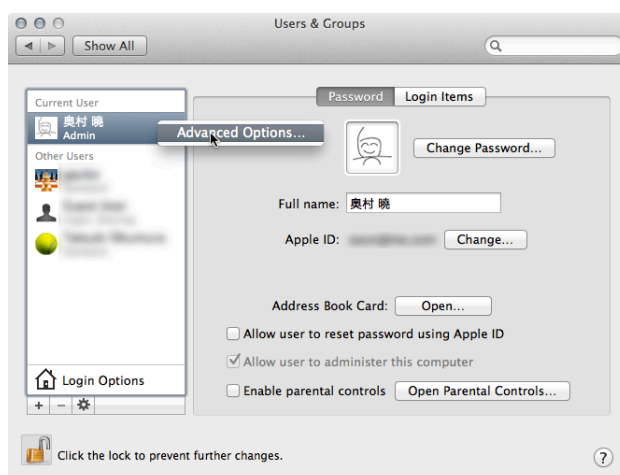 Users & Groups
Show All
Password
Login Items
Current User
奥村 曉
Admin
Advanced Options...
Other Users
Change Password...
Full name: 奥村 曉
Apple ID:
Change...
Address Book Card:
Open...
Allow user to reset password using Apple ID
Allow user to administer this computer
Login Options
Enable parental controls
Open Parental Controls...
+ −
Click the lock to prevent further changes.
?